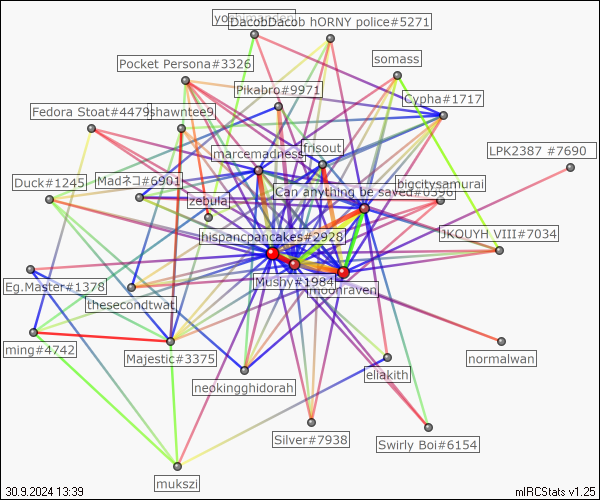 yoshimaaden
DacobDacob hORNY police#5271
somass
Pocket Persona#3326
Pikabro#9971
Cypha#1717
Fedora Stoat#4479
shawntee9
frisout
marcemadness
LPK2387 #7690
Duck#1245
Madネコ#6901
Can anything be saved#6398
bigcitysamurai
zebula
hispancpancakes#2928
JKOUYH VIII#7034
Mushy#1984
moonraven
Eg.Master#1378
thesecondtwat
ming#4742
Majestic#3375
normalwan
neokingghidorah
eliakith
Silver#7938
Swirly Boi#6154
mukszi
30.9.2024 13:39
mIRCStats v1.25